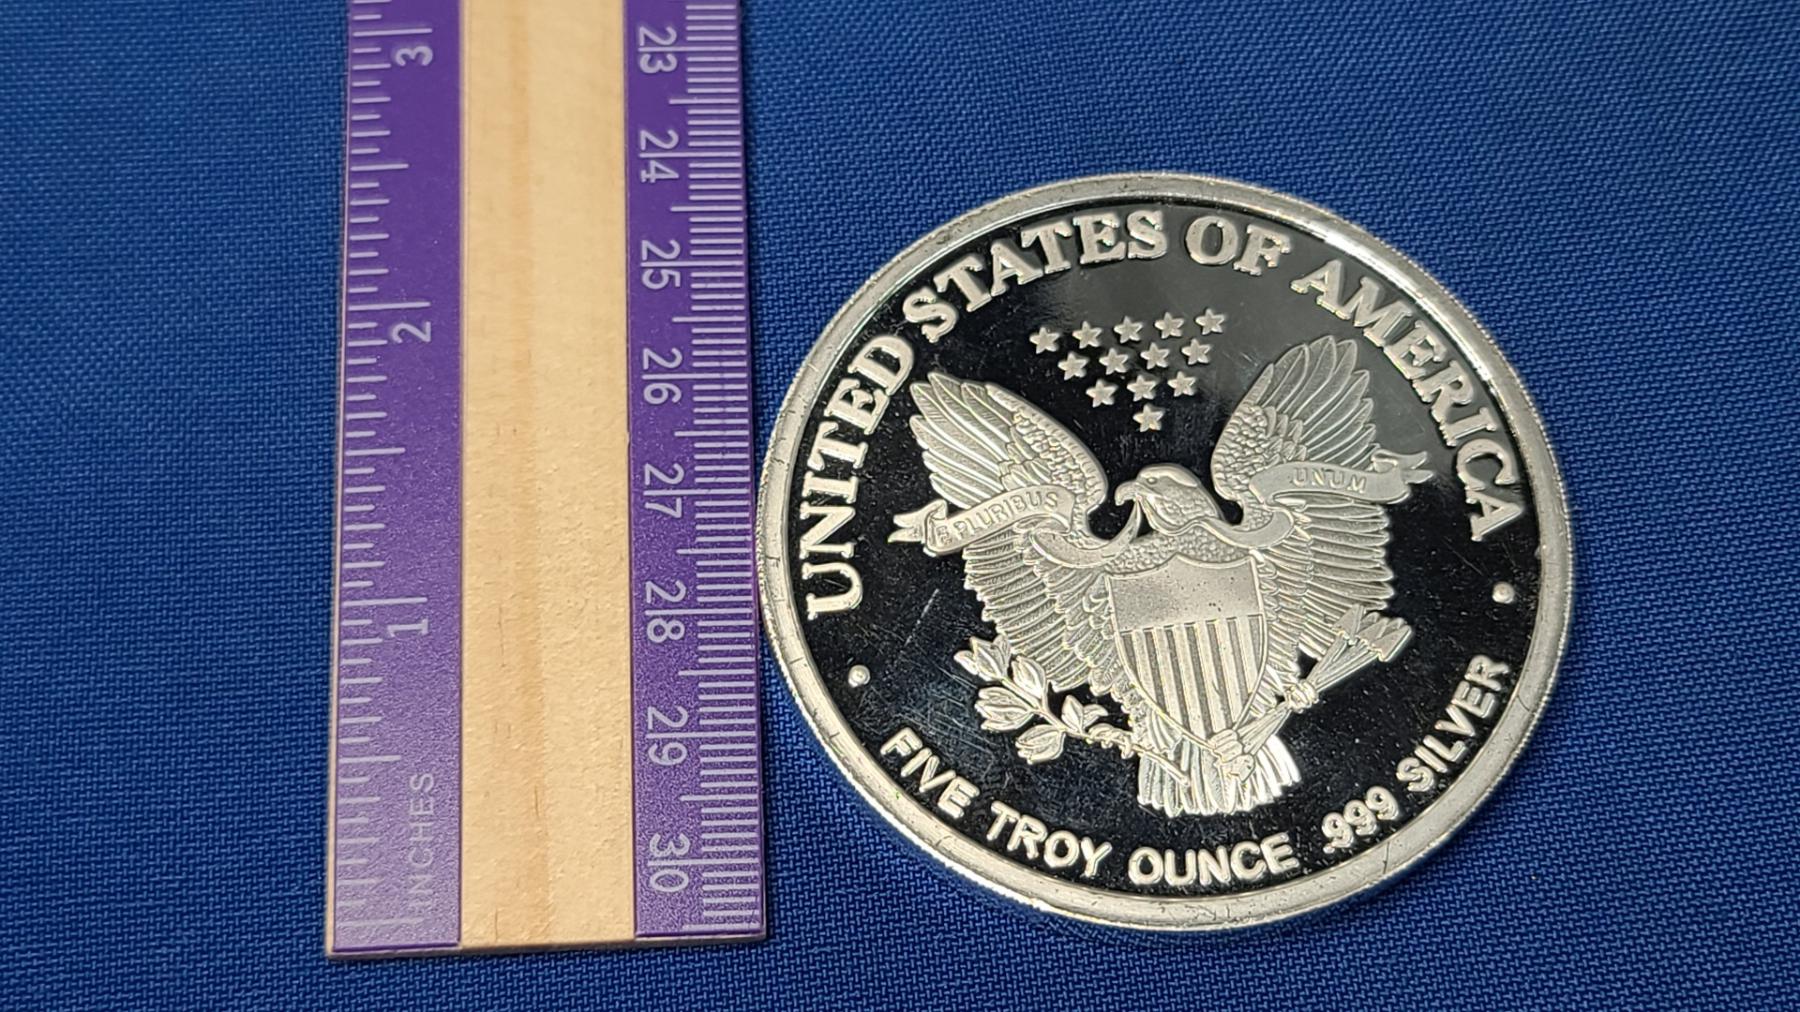 3
2
1
INCHES
23
24
25
26
27
28
29
30
UNITED STATES OF AMERICA
E PLURIBUS
UNUM
FIVE TROY OUNCE .999 SILVER